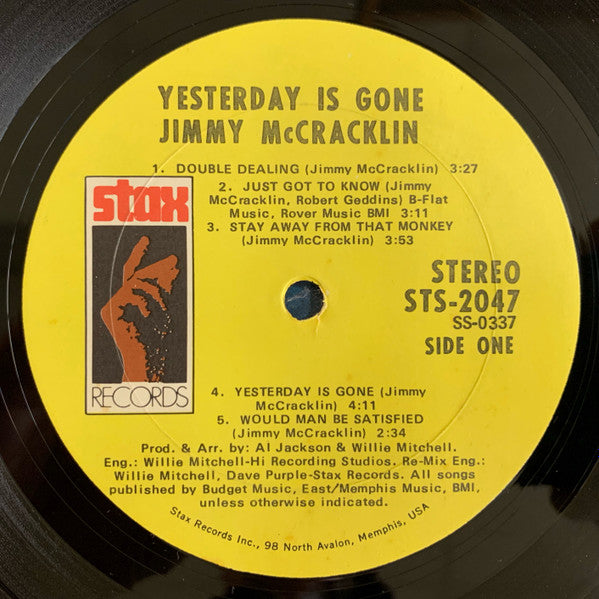 YESTERDAY IS GONE
JIMMY McCRACKLIN
1. DOUBLE DEALING (Jimmy McCracklin) 3:27
2. JUST GOT TO KNOW (Jimmy
McCracklin, Robert Geddins) B-Flat
Music, Rover Music BMI 3:11
3. STAY AWAY FROM THAT MONKEY
(Jimmy McCracklin) 3:53
stax
RECORDS
STEREO
STS-2047
SS-0337
SIDE ONE
4. YESTERDAY IS GONE (Jimmy
McCracklin) 4:11
5. WOULD MAN BE SATISFIED
(Jimmy McCracklin) 2:34
Prod. & Arr. by: Al Jackson & Willie Mitchell.
Eng.: Willie Mitchell-Hi Recording Studios. Re-Mix Eng.:
Willie Mitchell, Dave Purple-Stax Records. All songs
published by Budget Music, East/Memphis Music, BMI,
unless otherwise indicated.
Stax Records Inc., 98 North Avalon, Memphis, USA